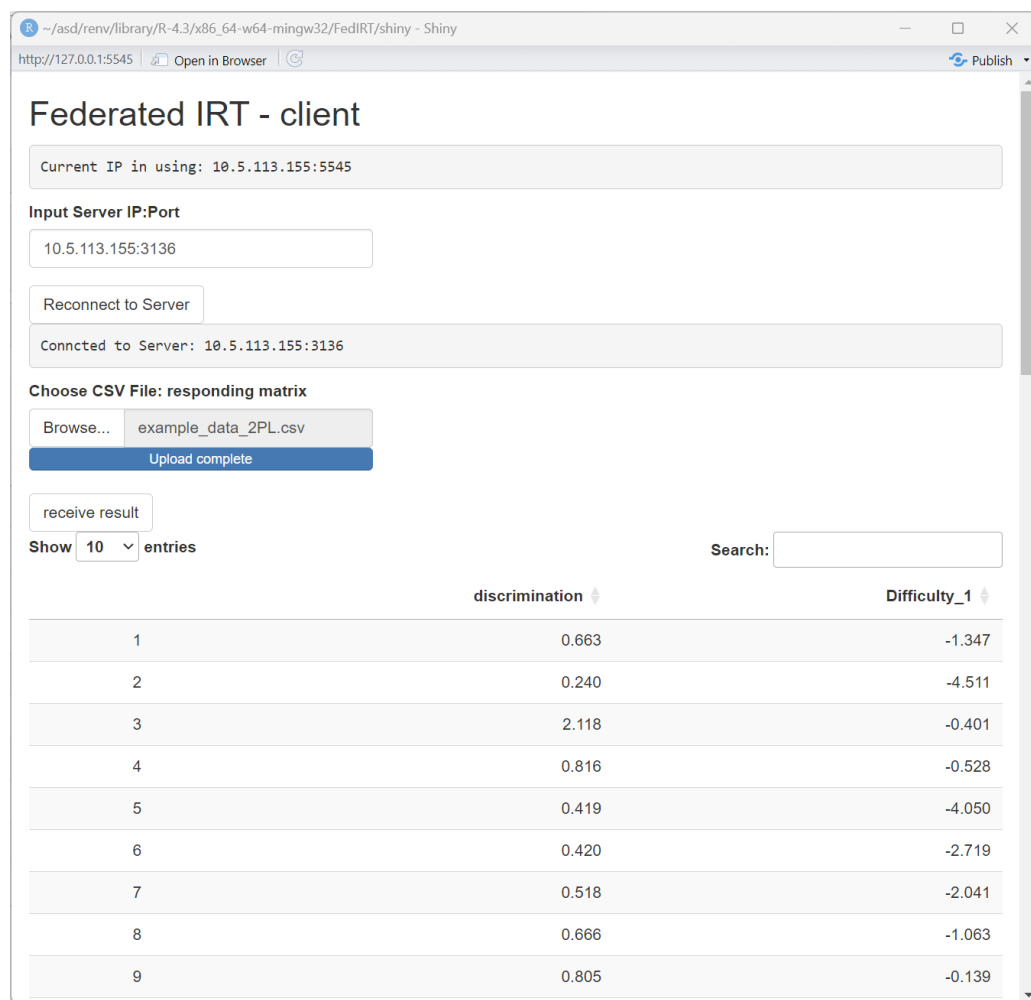 R ~/asd/renv/library/R-4.3/x86_64-w64-mingw32/FedIRT/shiny - Shiny
http://127.0.0.1:5545 Open in Browser Publish
Federated IRT - client
Current IP in using: 10.5.113.155:5545
Input Server IP:Port
10.5.113.155:3136
Reconnect to Server
Conncted to Server: 10.5.113.155:3136
Choose CSV File: responding matrix
Browse... example_data_2PL.csv
Upload complete
receive result
Show 10 entries Search:
discrimination Difficulty_1
1 0.663 -1.347
2 0.240 -4.511
3 2.118 -0.401
4 0.816 -0.528
5 0.419 -4.050
6 0.420 -2.719
7 0.518 -2.041
8 0.666 -1.063
9 0.805 -0.139